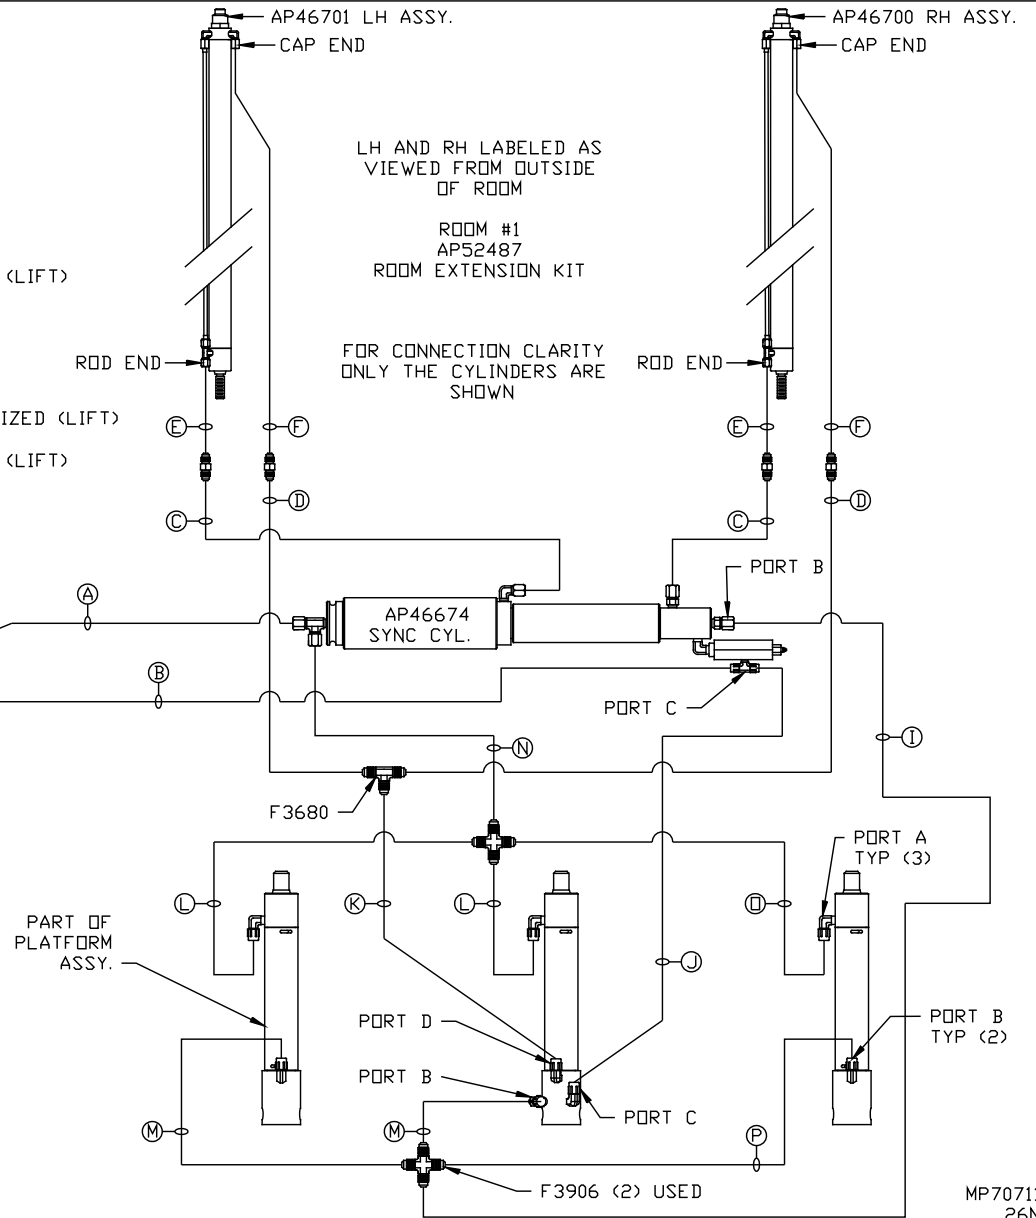 AP46701 LH ASSY.
AP46700 RH ASSY.
CAP END
CAP END
LH AND RH LABELED AS
VIEWED FROM OUTSIDE
OF ROOM
ROOM #1
AP52487
ROOM EXTENSION KIT
(LIFT)
FOR CONNECTION CLARITY
ONLY THE CYLINDERS ARE
SHOWN
ROD END
ROD END
IZED (LIFT)
(LIFT)
E
F
E
F
D
D
C
C
PORT B
A
AP46674
SYNC CYL.
B
PORT C
N
I
F3680
PORT A
TYP (3)
L
K
L
O
PART OF
PLATFORM
ASSY.
J
PORT D
PORT B
TYP (2)
PORT B
PORT C
M
M
P
F3906 (2) USED
MP7071
26